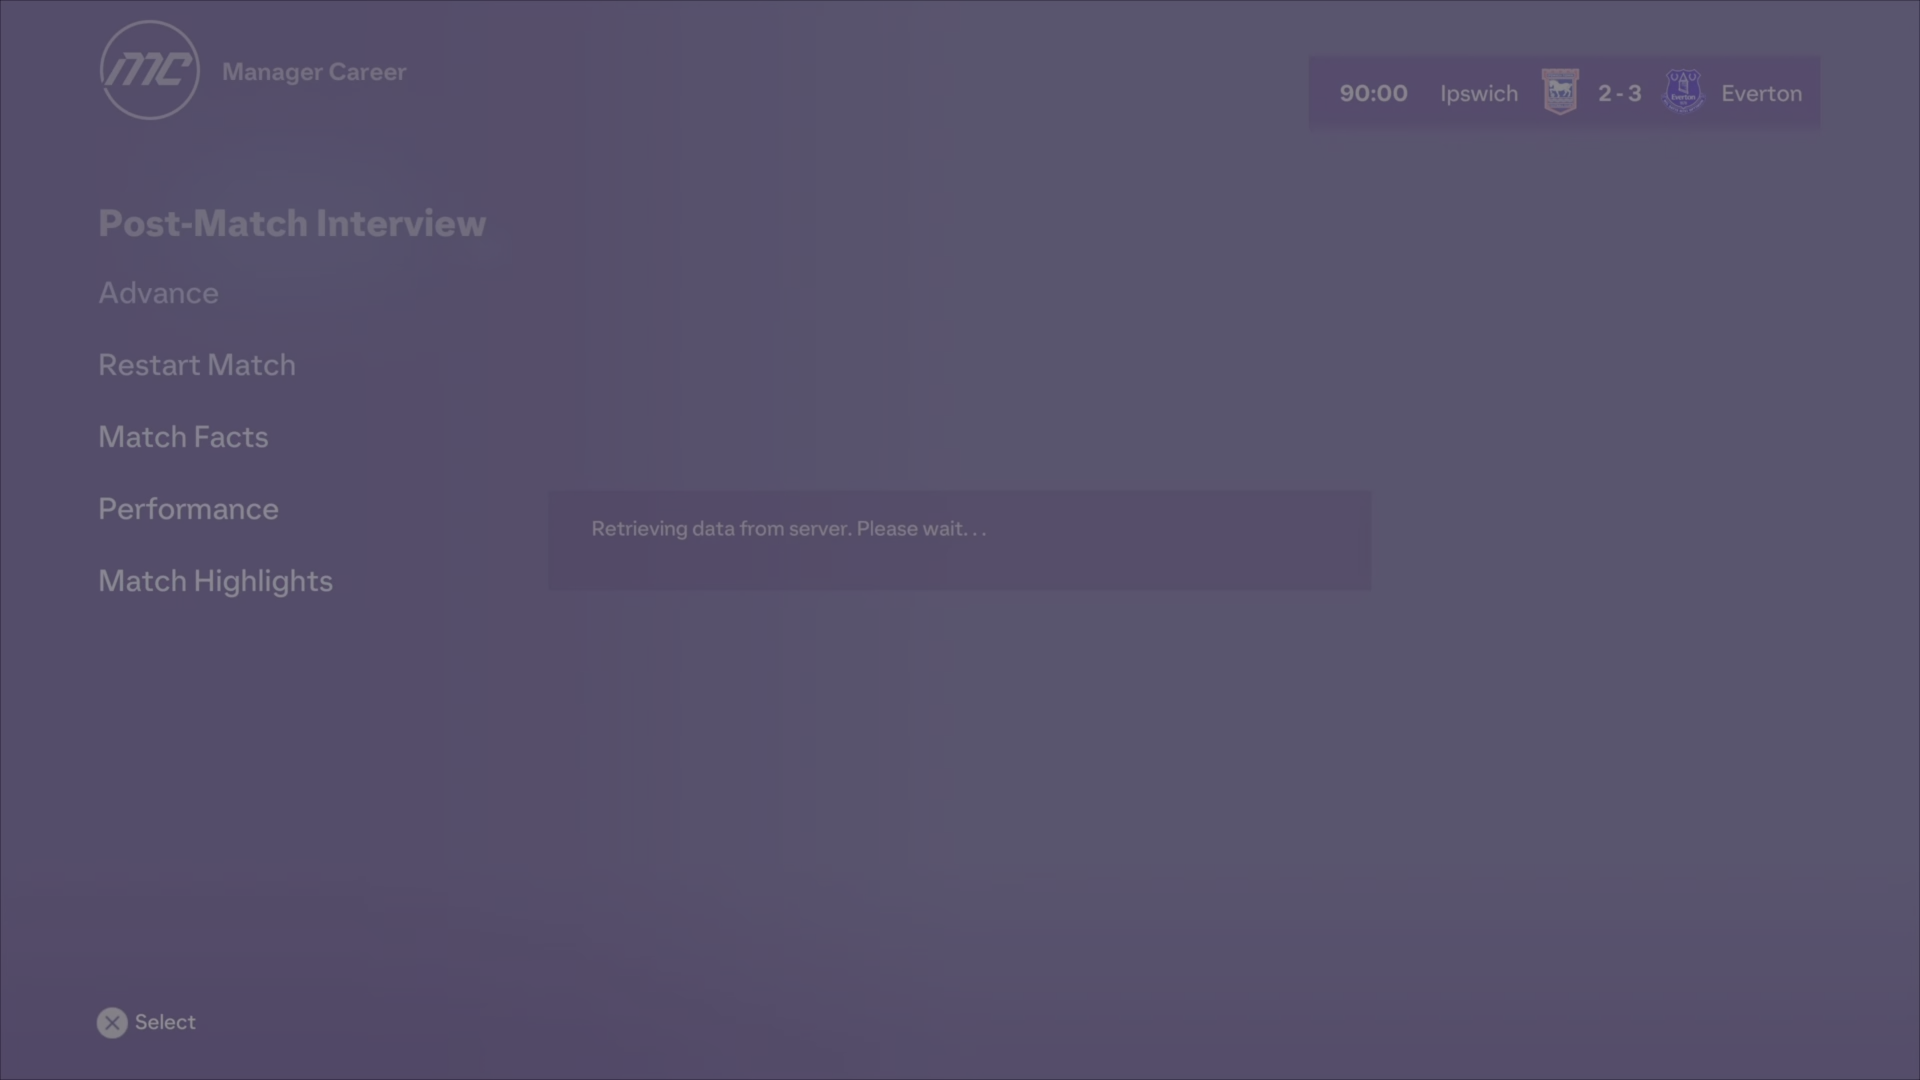 MC Manager Career
90:00 Ipswich 2 - 3 Everton
Post-Match Interview
Advance
Restart Match
Match Facts
Performance
Retrieving data from server. Please wait. . .
Match Highlights
Select